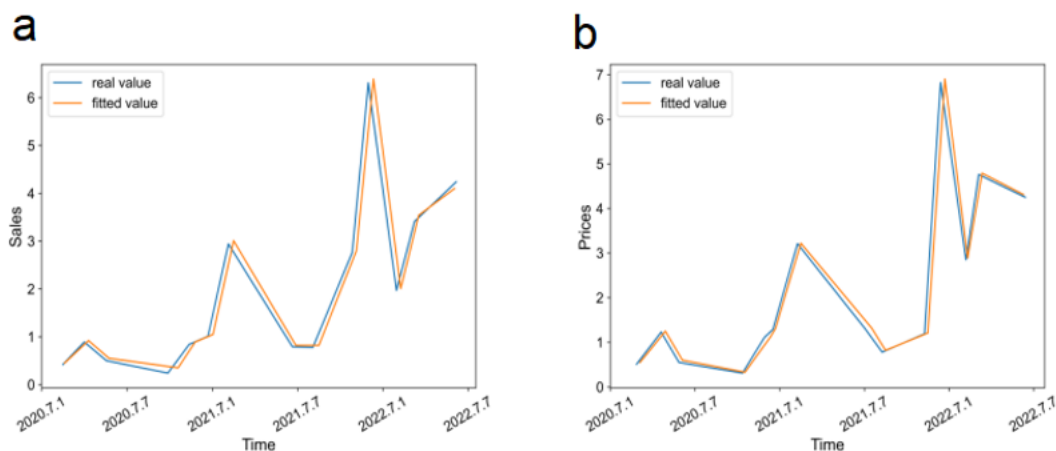 a
real value
fitted value
Sales
6
5
4
3
2
1
0
2020.7.1
2020.7.7
2021.7.1
2021.7.7
2022.7.1
2022.7.7
Time
b
real value
fitted value
Prices
7
6
5
4
3
2
1
0
2020.7.1
2020.7.7
2021.7.1
2021.7.7
2022.7.1
2022.7.7
Time